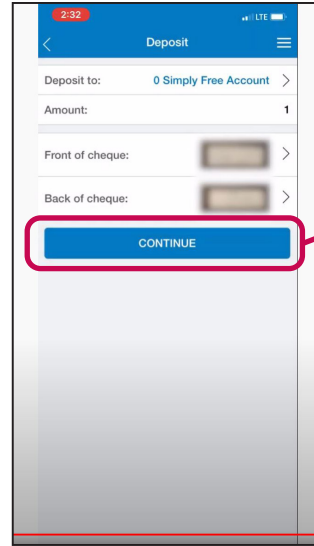 2:32 LTE
Deposit
Deposit to: 0 Simply Free Account
Amount: 1
Front of cheque:
Back of cheque:
CONTINUE